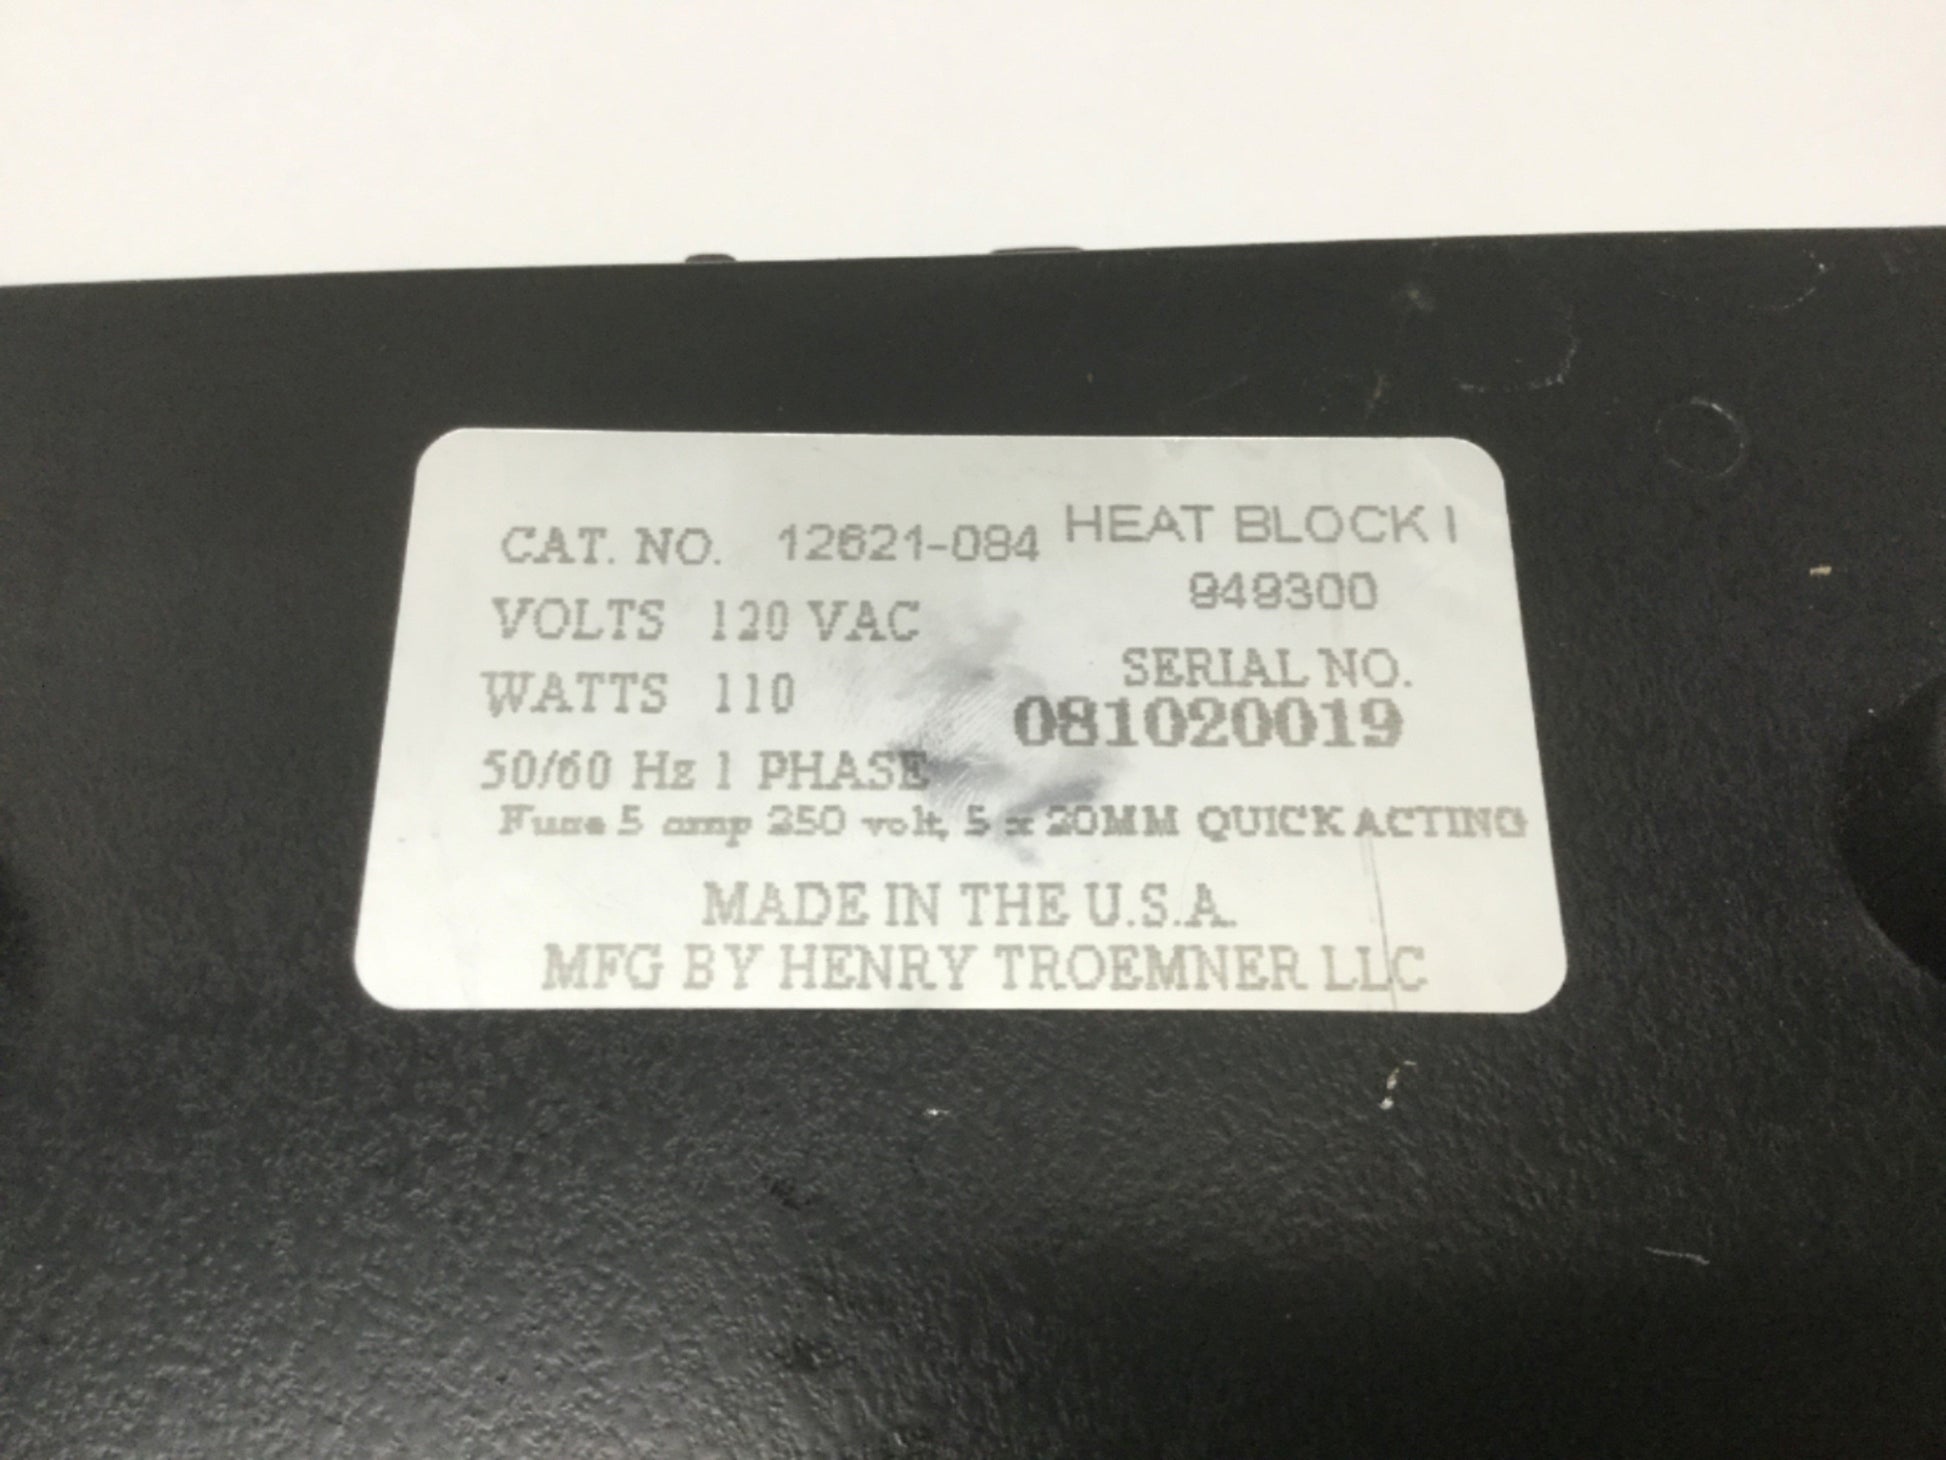 CAT. NO. 12621-084 HEAT BLOCK I
949300
VOLTS 120 VAC
SERIAL NO.
WATTS 110
081020019
50/60 Hz 1 PHASE
Fuse 5 amp 250 volt, 5 x 20MM QUICK ACTING
MADE IN THE U.S.A.
MFG BY HENRY TROEMNER LLC